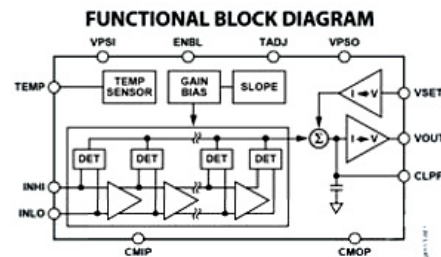 FUNCTIONAL BLOCK DIAGRAM
VPSI ENBL TADJ VPSO
TEMP
TEMP SENSOR
GAIN BIAS
SLOPE
I V
VSET
Σ
I V
VOUT
CLPF
DET DET DET DET
INHI
INLO
CMIP CMOP